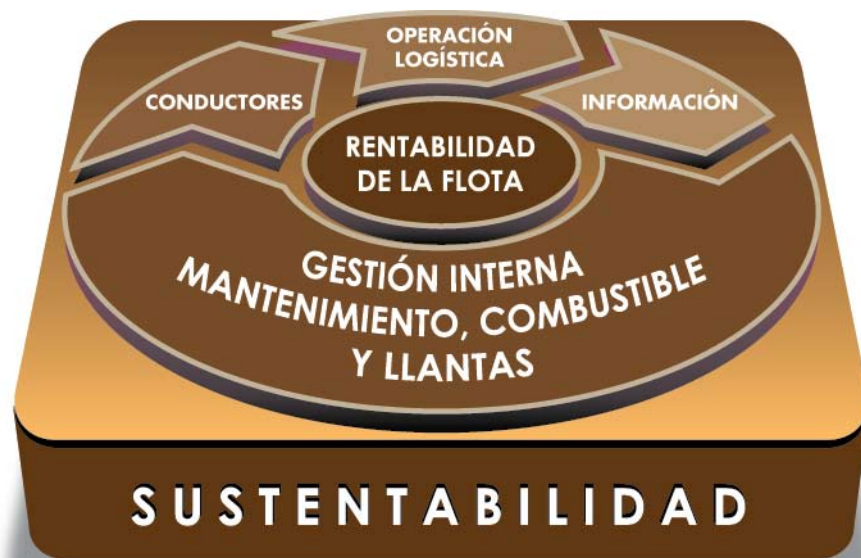 OPERACIÓN
LOGÍSTICA
CONDUCTORES
INFORMACIÓN
RENTABILIDAD
DE LA FLOTA
GESTIÓN INTERNA
MANTENIMIENTO, COMBUSTIBLE
Y LLANTAS
SUSTENTABILIDAD